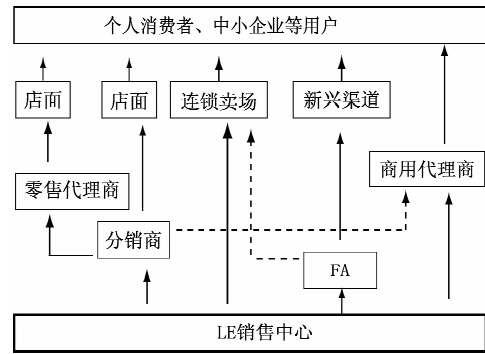 个人消费者、中小企业等用户
店面
店面
连锁卖场
新兴渠道
商用代理商
零售代理商
分销商
FA
LE销售中心